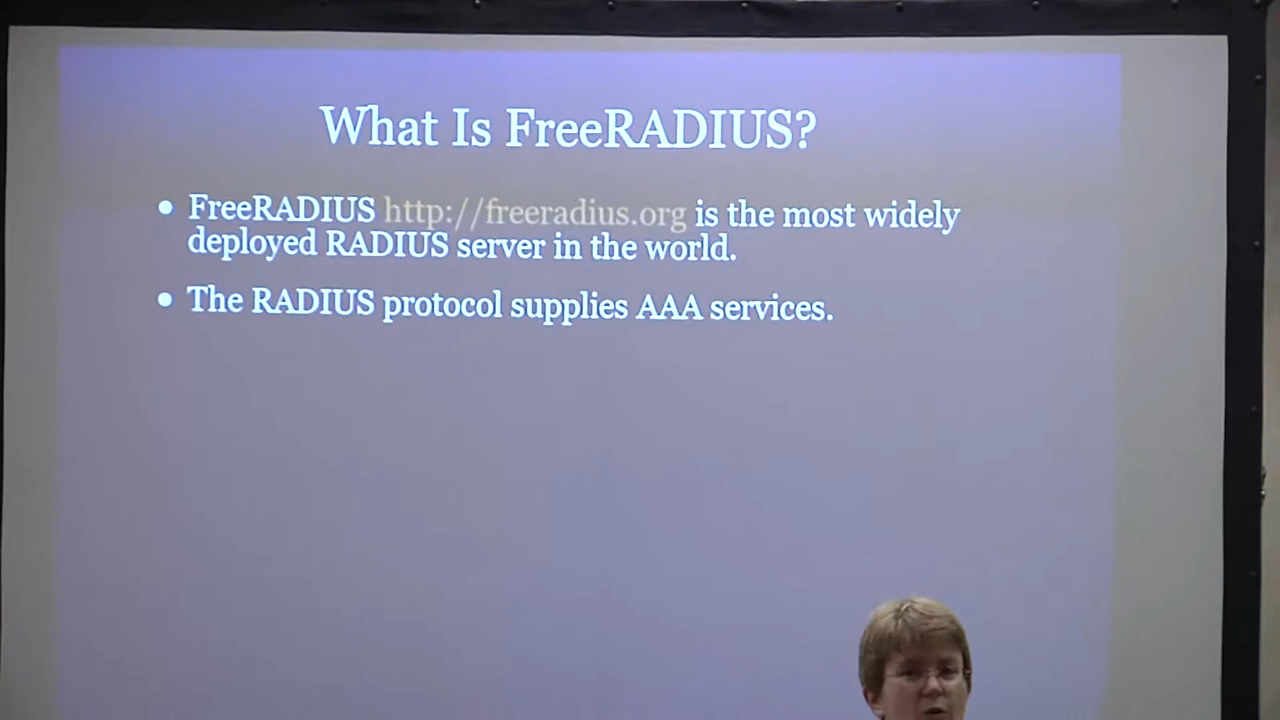 What Is FreeRADIUS?
• FreeRADIUS http://freeradius.org is the most widely
deployed RADIUS server in the world.
• The RADIUS protocol supplies AAA services.